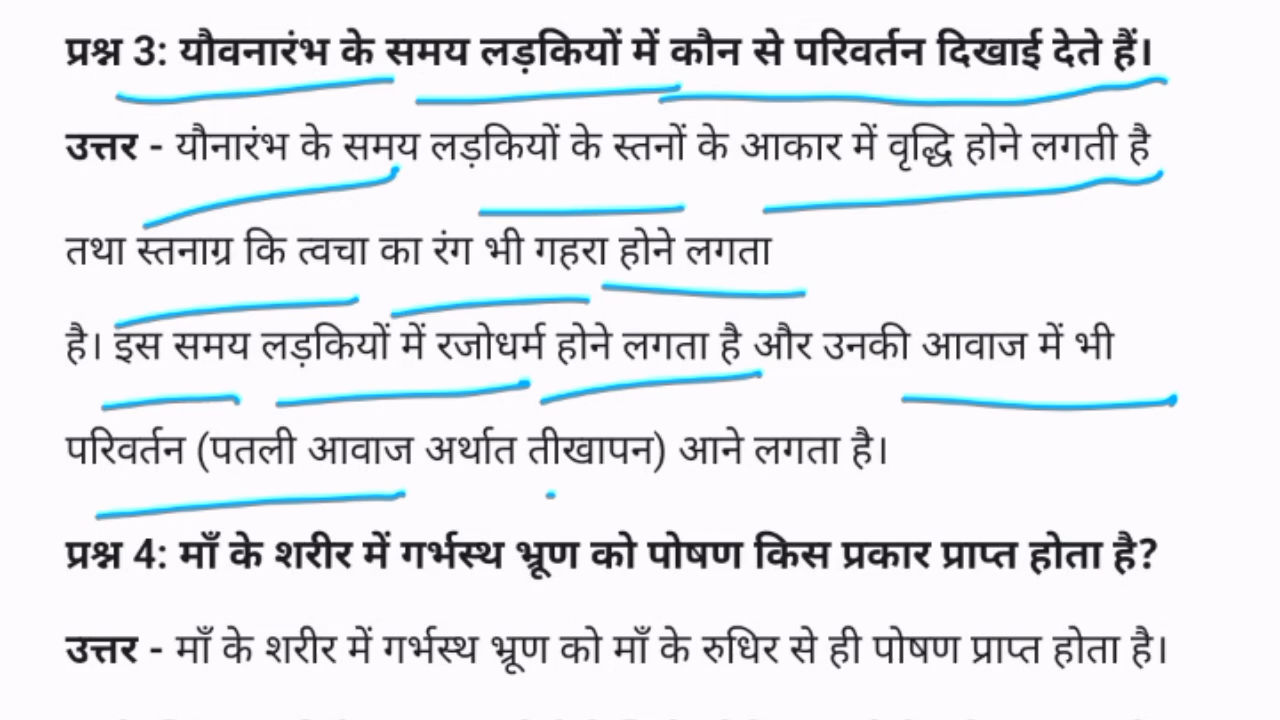 प्रश्न 3: यौवनारंभ के समय लड़कियों में कौन से परिवर्तन दिखाई देते हैं।
उत्तर - यौनारंभ के समय लड़कियों के स्तनों के आकार में वृद्धि होने लगती है
तथा स्तनाग्र कि त्वचा का रंग भी गहरा होने लगता
है। इस समय लड़कियों में रजोधर्म होने लगता है और उनकी आवाज में भी
परिवर्तन (पतली आवाज अर्थात तीखापन) आने लगता है।
प्रश्न 4: माँ के शरीर में गर्भस्थ भ्रूण को पोषण किस प्रकार प्राप्त होता है?
उत्तर - माँ के शरीर में गर्भस्थ भ्रूण को माँ के रुधिर से ही पोषण प्राप्त होता है।